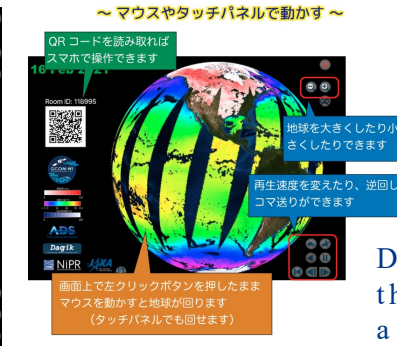 ～ マウスやタッチパネルで動かす ～
QRコードを読み取れば
スマホで操作できます
16 Feb 2021
Room ID: 118995
GCOM-W1
地球を大きくしたり小
さくしたりできます
再生速度を変えたり、逆回し
コマ送りができます
ADS
Dagik
NiPR
JAXA
画面上で左クリックボタンを押したまま
マウスを動かすと地球が回ります
（タッチパネルでも回せます）
D
th
a